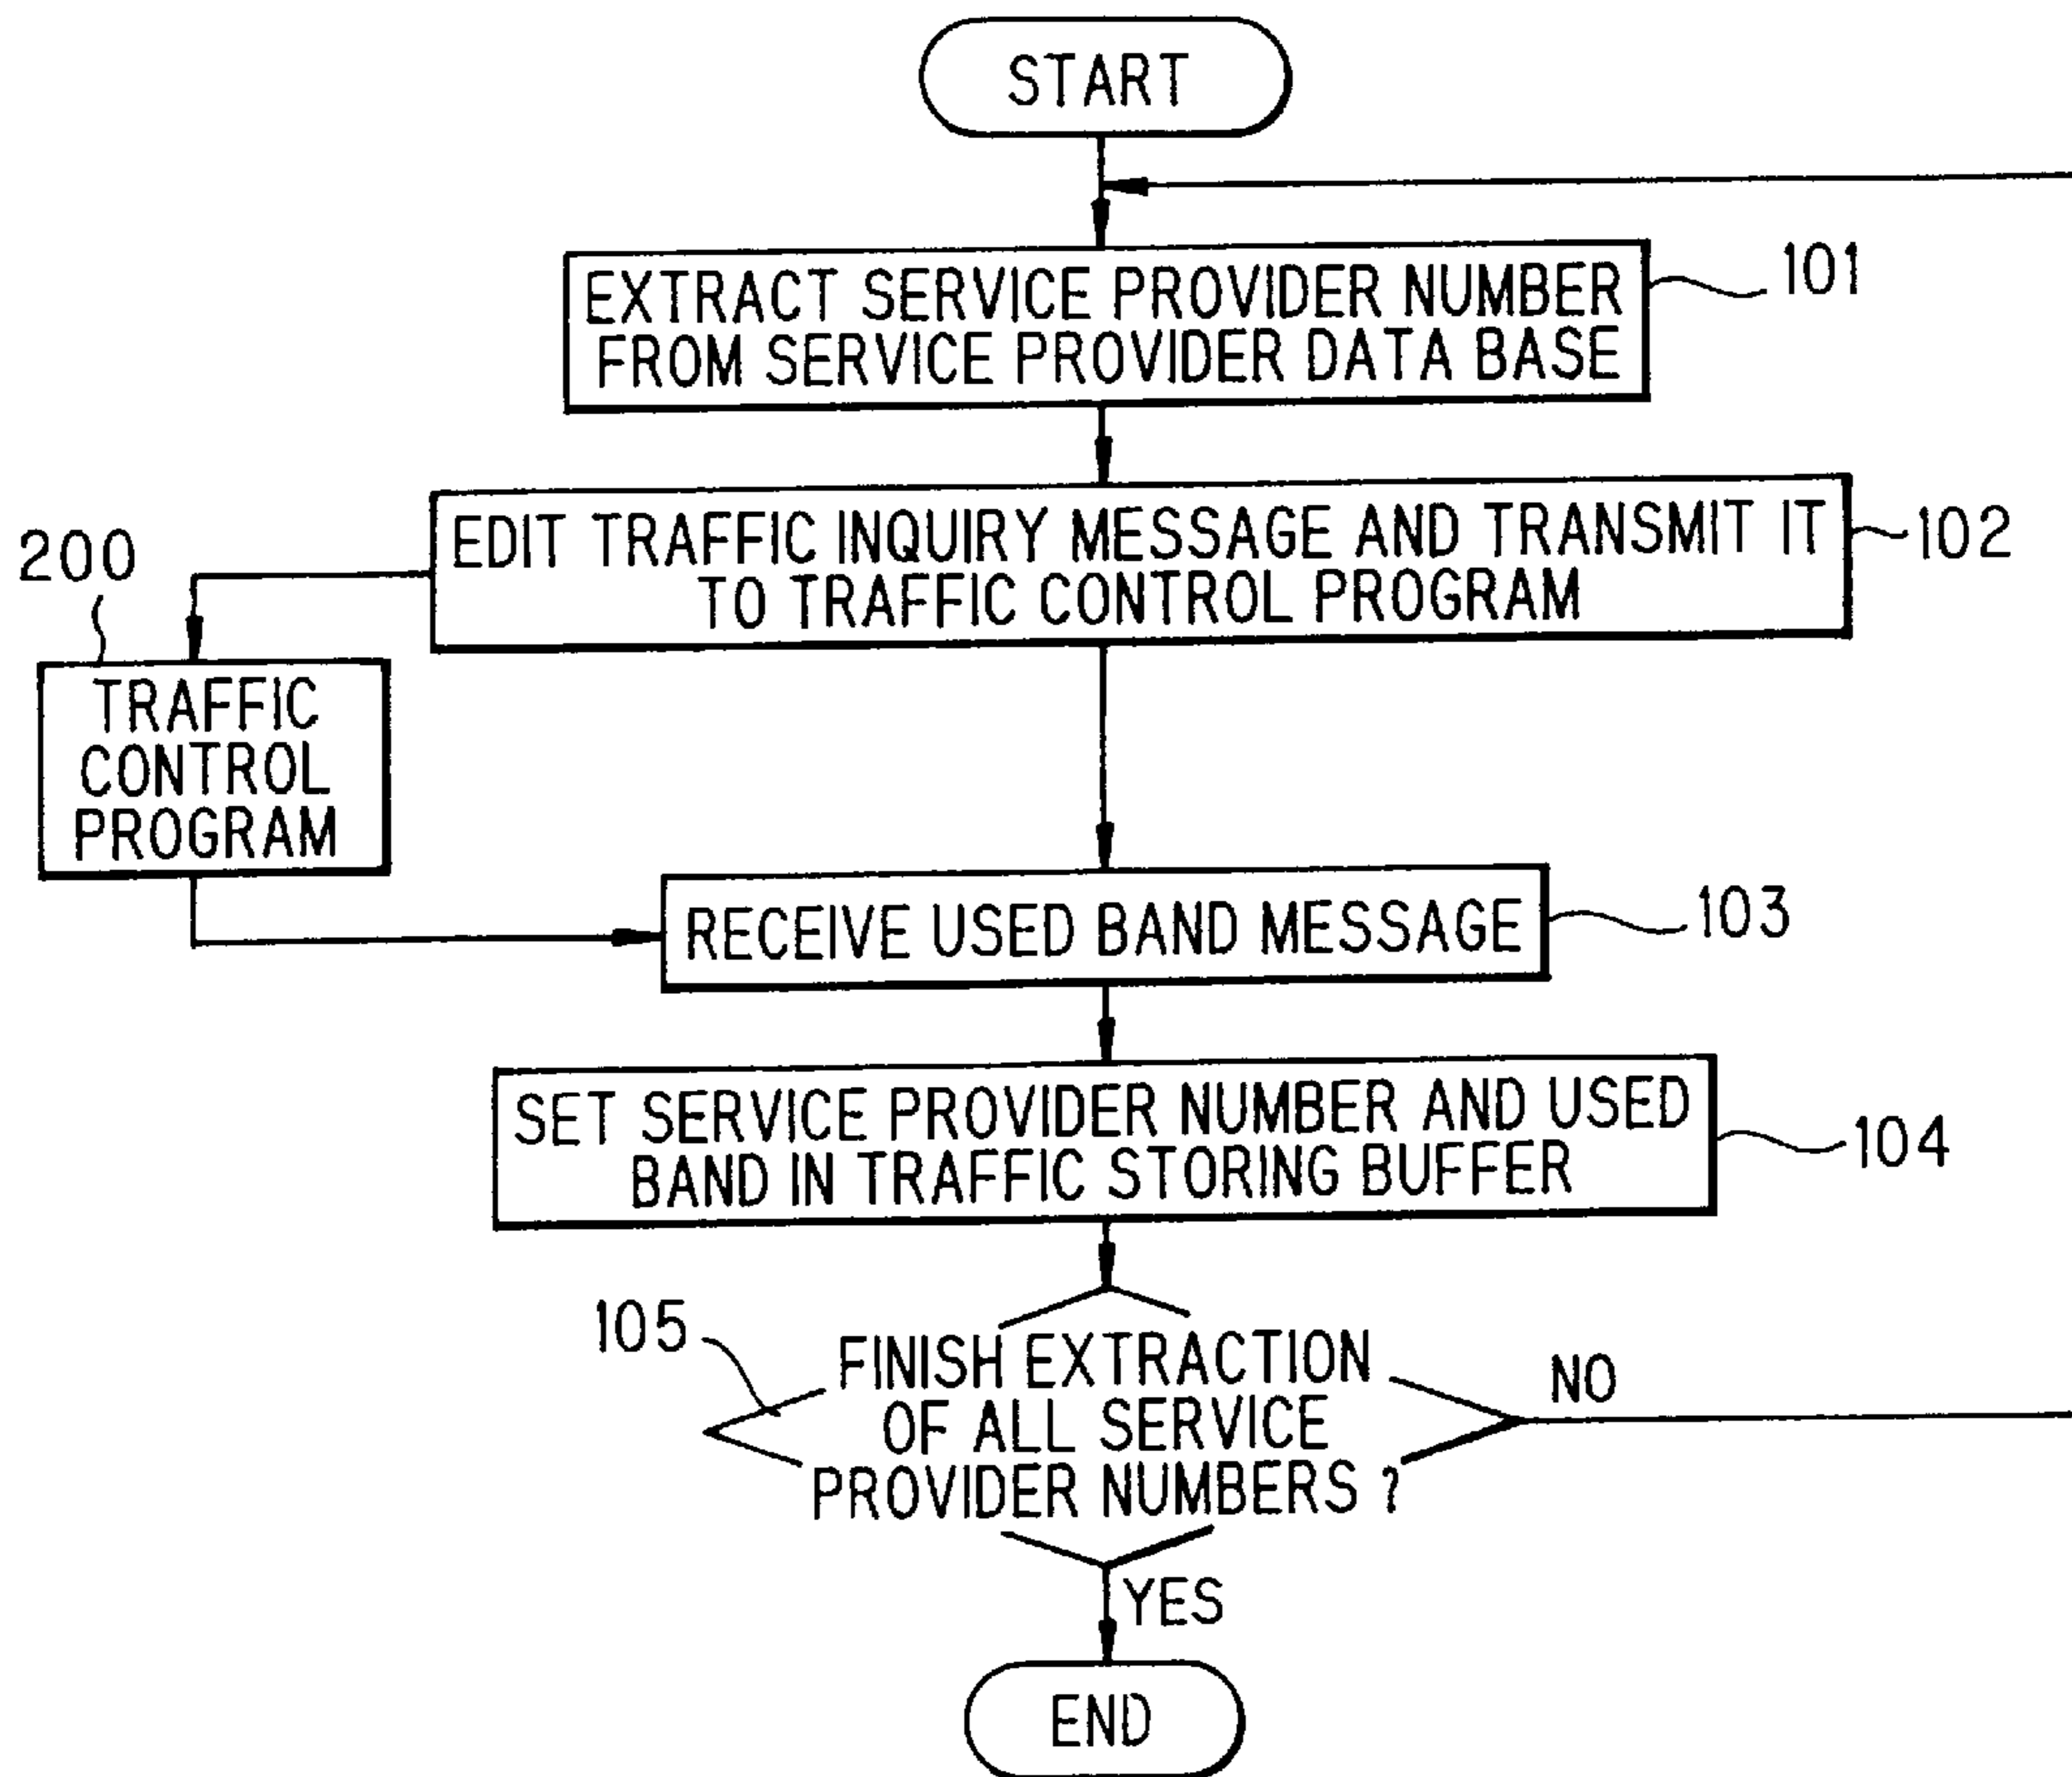 START
EXTRACT SERVICE PROVIDER NUMBER
FROM SERVICE PROVIDER DATA BASE
101
EDIT TRAFFIC INQUIRY MESSAGE AND TRANSMIT IT
TO TRAFFIC CONTROL PROGRAM
102
200
TRAFFIC
CONTROL
PROGRAM
RECEIVE USED BAND MESSAGE
103
SET SERVICE PROVIDER NUMBER AND USED
BAND IN TRAFFIC STORING BUFFER
104
105
FINISH EXTRACTION
OF ALL SERVICE
PROVIDER NUMBERS ?
NO
YES
END